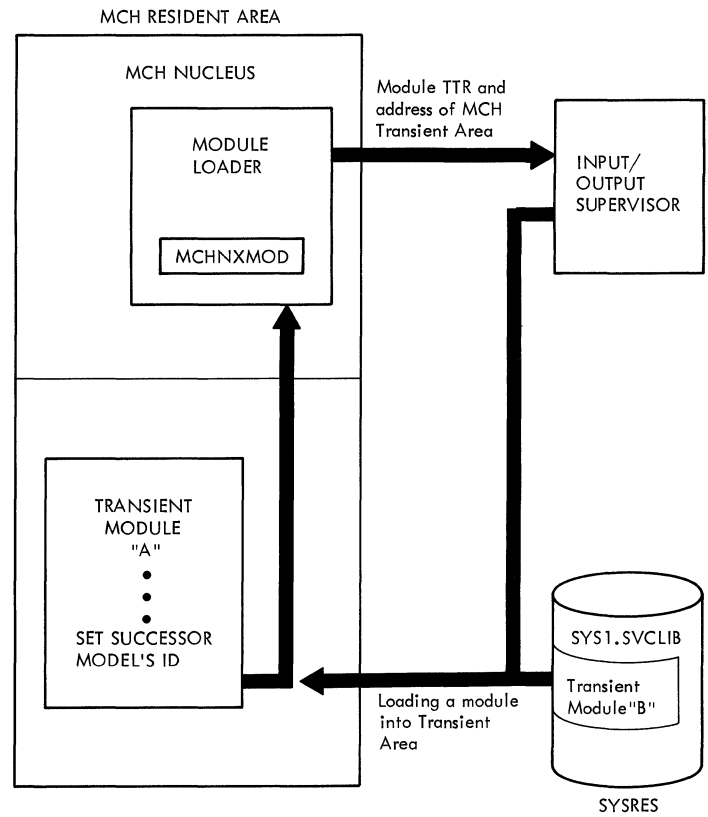 MCH RESIDENT AREA
MCH NUCLEUS
MODULE
LOADER
MCHNXMOD
Module TTR and
address of MCH
Transient Area
INPUT/
OUTPUT
SUPERVISOR
TRANSIENT
MODULE
"A"
SET SUCCESSOR
MODEL'S ID
Loading a module
into Transient
Area
SYS1.SVCLIB
Transient
Module"B"
SYSRES